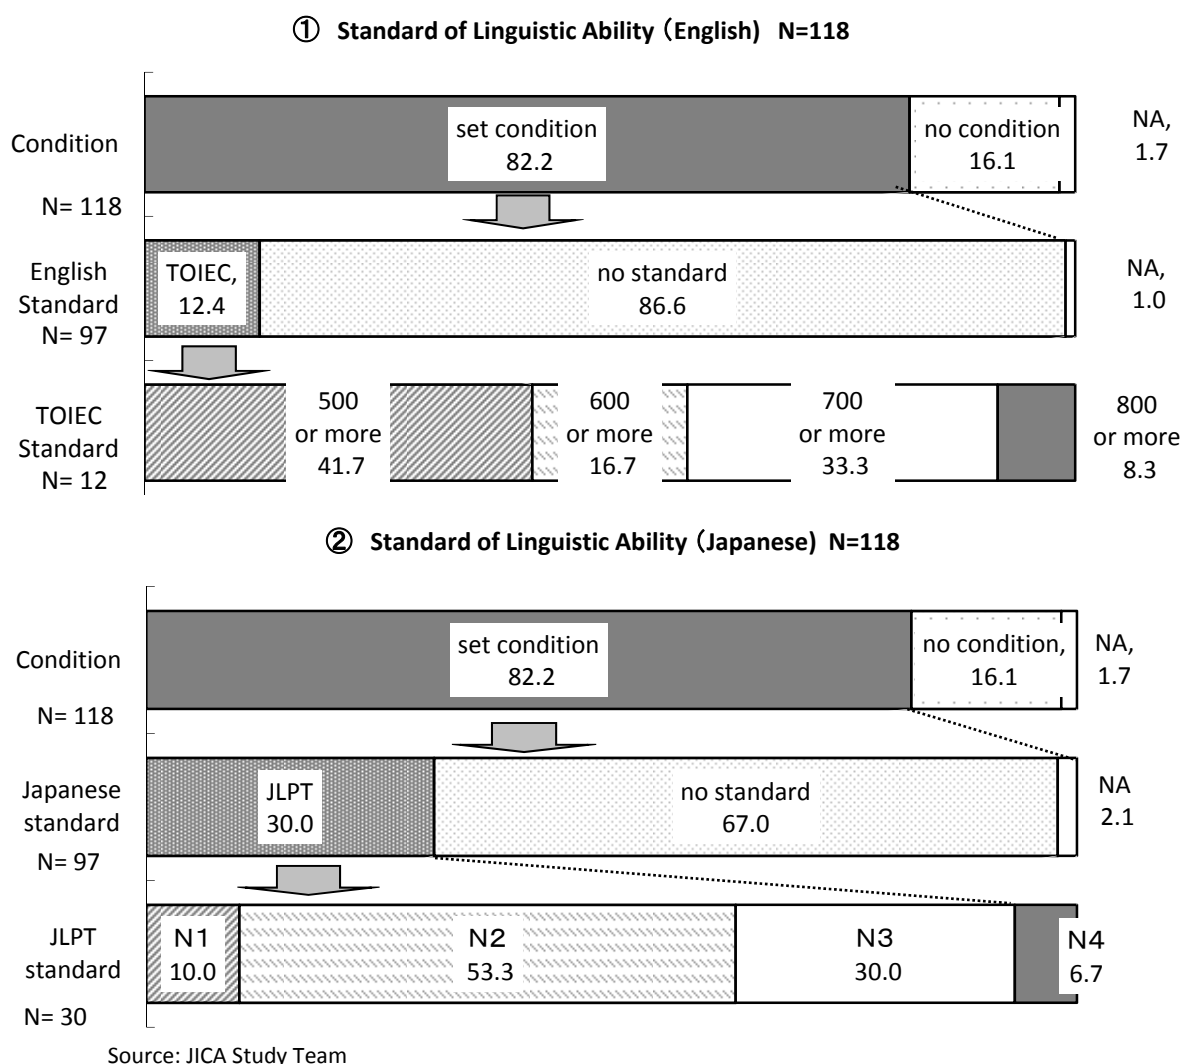 ① Standard of Linguistic Ability (English) N=118
Condition
N= 118
set condition
82.2
no condition
16.1
NA,
1.7
English
Standard
N= 97
TOIEC,
12.4
no standard
86.6
NA,
1.0
TOIEC
Standard
N= 12
500
or more
41.7
600
or more
16.7
700
or more
33.3
800
or more
8.3
② Standard of Linguistic Ability (Japanese) N=118
Condition
N= 118
set condition
82.2
no condition,
16.1
NA,
1.7
Japanese
standard
N= 97
JLPT
30.0
no standard
67.0
NA
2.1
JLPT
standard
N= 30
N1
10.0
N2
53.3
N3
30.0
N4
6.7
Source: JICA Study Team